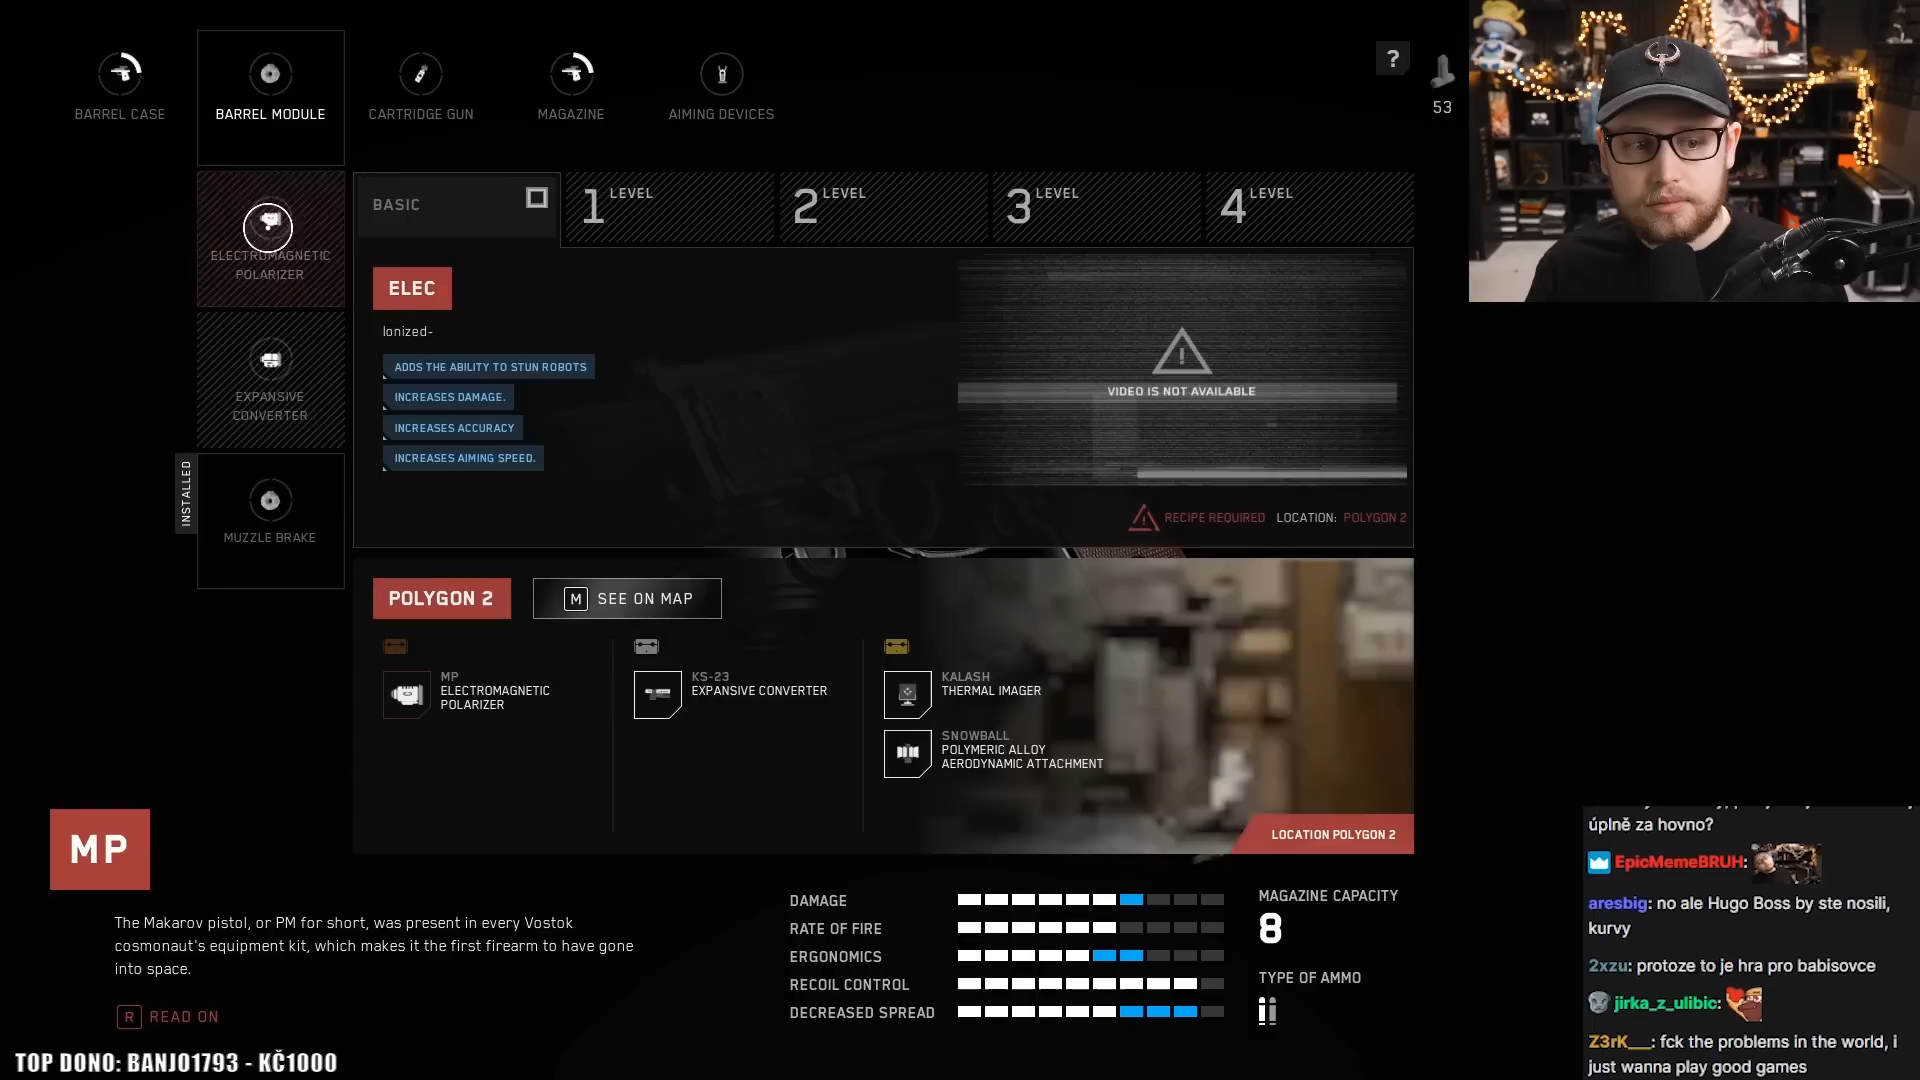 BARREL CASE
BARREL MODULE
CARTRIDGE GUN
MAGAZINE
AIMING DEVICES
?
53
ELECTROMAGNETIC
POLARIZER
EXPANSIVE
CONVERTER
INSTALLED
MUZZLE BRAKE
BASIC
1 LEVEL
2 LEVEL
3 LEVEL
4 LEVEL
ELEC
Ionized-
ADDS THE ABILITY TO STUN ROBOTS
INCREASES DAMAGE.
INCREASES ACCURACY
INCREASES AIMING SPEED.
VIDEO IS NOT AVAILABLE
RECIPE REQUIRED LOCATION: POLYGON 2
POLYGON 2
M SEE ON MAP
MP
ELECTROMAGNETIC
POLARIZER
KS-23
EXPANSIVE CONVERTER
KALASH
THERMAL IMAGER
SNOWBALL
POLYMERIC ALLOY
AERODYNAMIC ATTACHMENT
LOCATION POLYGON 2
MP
The Makarov pistol, or PM for short, was present in every Vostok
cosmonaut's equipment kit, which makes it the first firearm to have gone
into space.
R READ ON
DAMAGE
RATE OF FIRE
ERGONOMICS
RECOIL CONTROL
DECREASED SPREAD
MAGAZINE CAPACITY
8
TYPE OF AMMO
TOP DONO: BANJO1793 - KČ1000
úplně za hovno?
EpicMemeBRUH:
aresbig: no ale Hugo Boss by ste nosili,
kurvy
2xzu: protoze to je hra pro babisovce
jirka_z_ulibic:
Z3rK___: fck the problems in the world, i
just wanna play good games